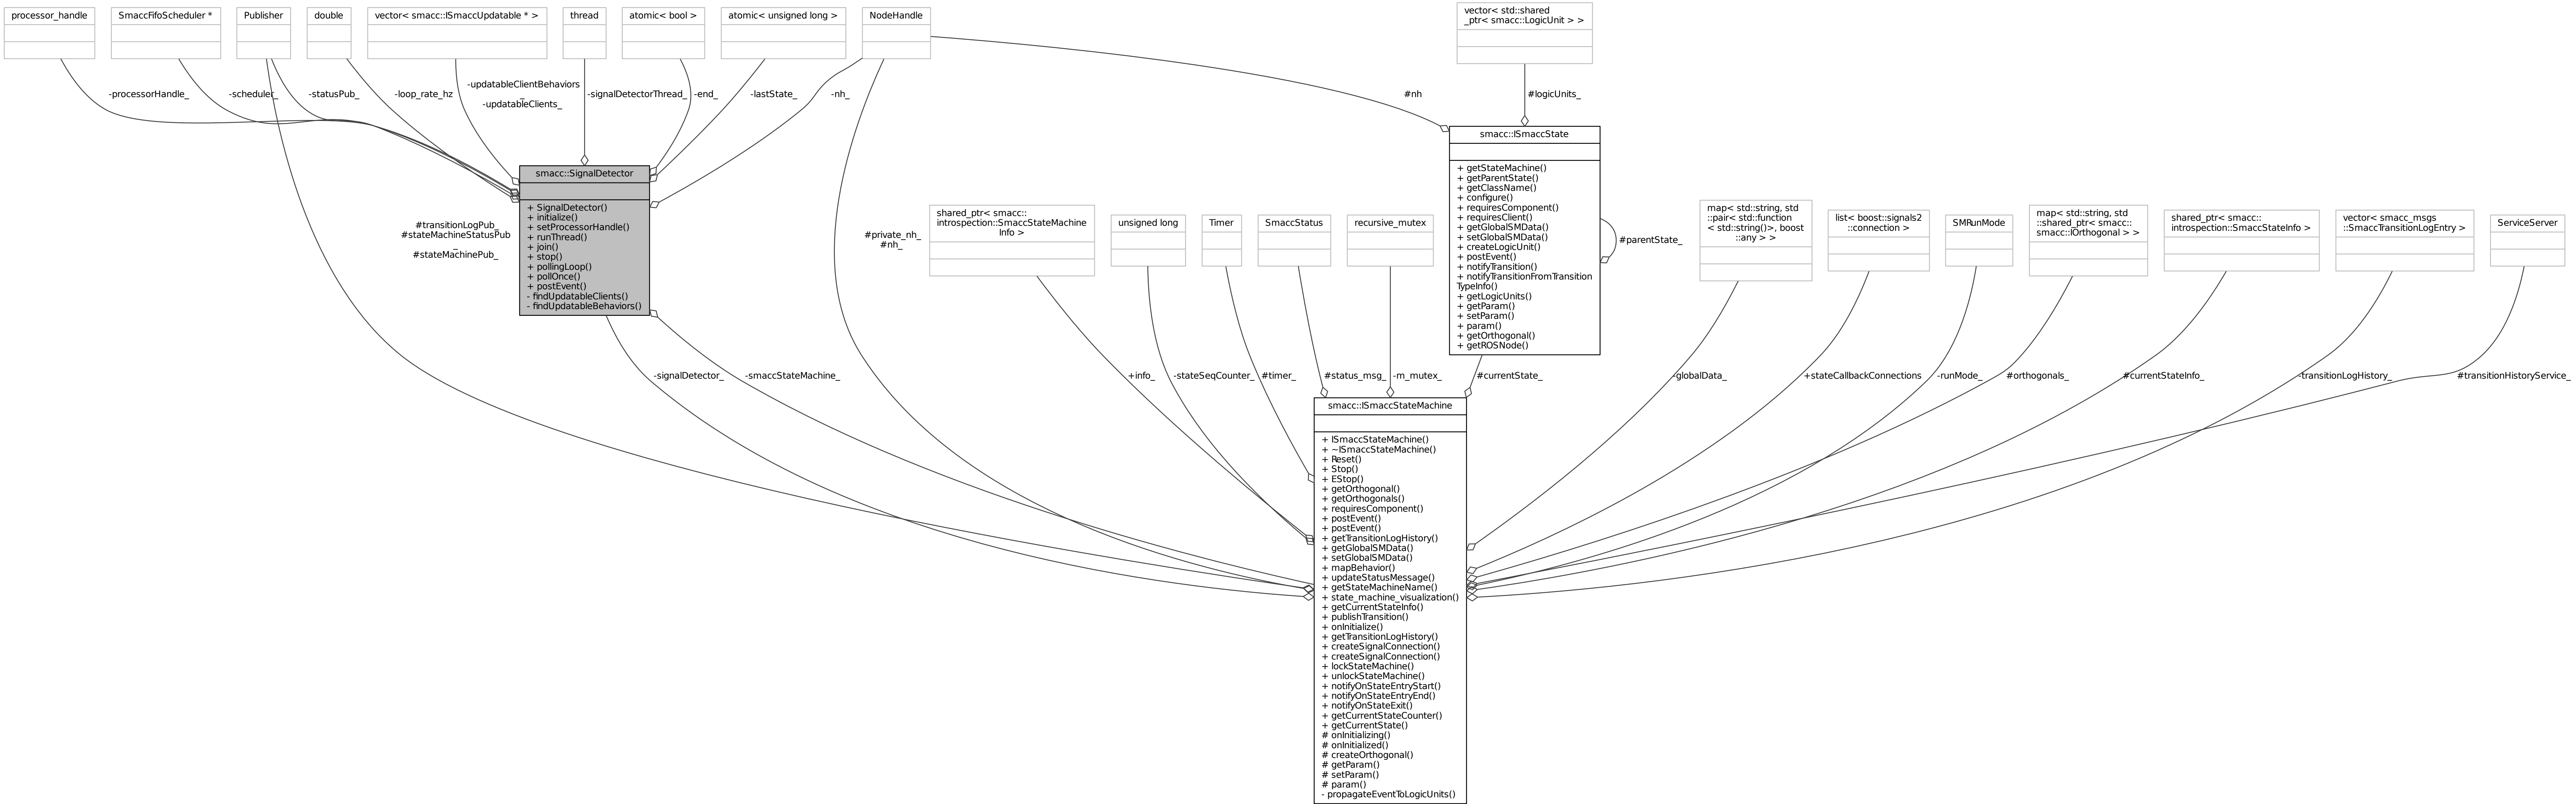 processor_handle
SmaccFifoScheduler *
Publisher
double
vector< smacc::ISmaccUpdatable * >
thread
atomic< bool >
atomic< unsigned long >
NodeHandle
vector< std::shared
_ptr< smacc::LogicUnit > >
-processorHandle_
-scheduler_
-statusPub_
-loop_rate_hz
-updatableClientBehaviors
_
-updatableClients_
-signalDetectorThread_
-end_
-lastState_
-nh_
#nh
#logicUnits_
smacc::SignalDetector
+ SignalDetector()
+ initialize()
+ setProcessorHandle()
+ runThread()
+ join()
+ stop()
+ pollingLoop()
+ pollOnce()
+ postEvent()
- findUpdatableClients()
- findUpdatableBehaviors()
smacc::ISmaccState
+ getStateMachine()
+ getParentState()
+ getClassName()
+ configure()
+ requiresComponent()
+ requiresClient()
+ getGlobalSMData()
+ setGlobalSMData()
+ createLogicUnit()
+ postEvent()
+ notifyTransition()
+ notifyTransitionFromTransition
TypeInfo()
+ getLogicUnits()
+ getParam()
+ setParam()
+ param()
+ getOrthogonal()
+ getROSNode()
#parentState_
#transitionLogPub_
#stateMachineStatusPub
_
#stateMachinePub_
#private_nh_
#nh_
shared_ptr< smacc::
introspection::SmaccStateMachine
Info >
unsigned long
Timer
SmaccStatus
recursive_mutex
map< std::string, std
::pair< std::function
< std::string()>, boost
::any > >
list< boost::signals2
::connection >
SMRunMode
map< std::string, std
::shared_ptr< smacc::
smacc::IOrthogonal > >
shared_ptr< smacc::
introspection::SmaccStateInfo >
vector< smacc_msgs
::SmaccTransitionLogEntry >
ServiceServer
-signalDetector_
-smaccStateMachine_
+info_
-stateSeqCounter_
#timer_
#status_msg_
-m_mutex_
#currentState_
-globalData_
+stateCallbackConnections
-runMode_
#orthogonals_
#currentStateInfo_
-transitionLogHistory_
#transitionHistoryService_
smacc::ISmaccStateMachine
+ ISmaccStateMachine()
+ ~ISmaccStateMachine()
+ Reset()
+ Stop()
+ EStop()
+ getOrthogonal()
+ getOrthogonals()
+ requiresComponent()
+ postEvent()
+ postEvent()
+ getTransitionLogHistory()
+ getGlobalSMData()
+ setGlobalSMData()
+ mapBehavior()
+ updateStatusMessage()
+ getStateMachineName()
+ state_machine_visualization()
+ getCurrentStateInfo()
+ publishTransition()
+ onInitialize()
+ getTransitionLogHistory()
+ createSignalConnection()
+ createSignalConnection()
+ lockStateMachine()
+ unlockStateMachine()
+ notifyOnStateEntryStart()
+ notifyOnStateEntryEnd()
+ notifyOnStateExit()
+ getCurrentStateCounter()
+ getCurrentState()
# onInitializing()
# onInitialized()
# createOrthogonal()
# getParam()
# setParam()
# param()
- propagateEventToLogicUnits()